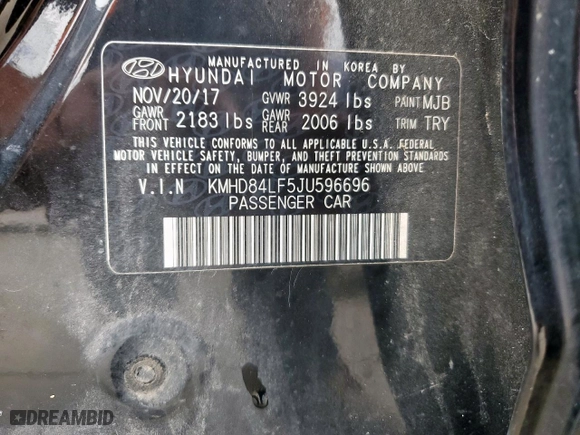 MANUFACTURED IN KOREA BY
HYUNDAI MOTOR COMPANY
NOV/20/17 GVWR 3924 lbs PAINT MJB
GAWR FRONT 2183 lbs GAWR REAR 2006 lbs TRIM TRY
THIS VEHICLE CONFORMS TO ALL APPLICABLE U.S.A. FEDERAL
MOTOR VEHICLE SAFETY, BUMPER, AND THEFT PREVENTION STANDARDS
IN EFFECT ON THE DATE OF MANUFACTURE SHOWN ABOVE
V.I.N KMHD84LF5JU596696
PASSENGER CAR
DREAMBID